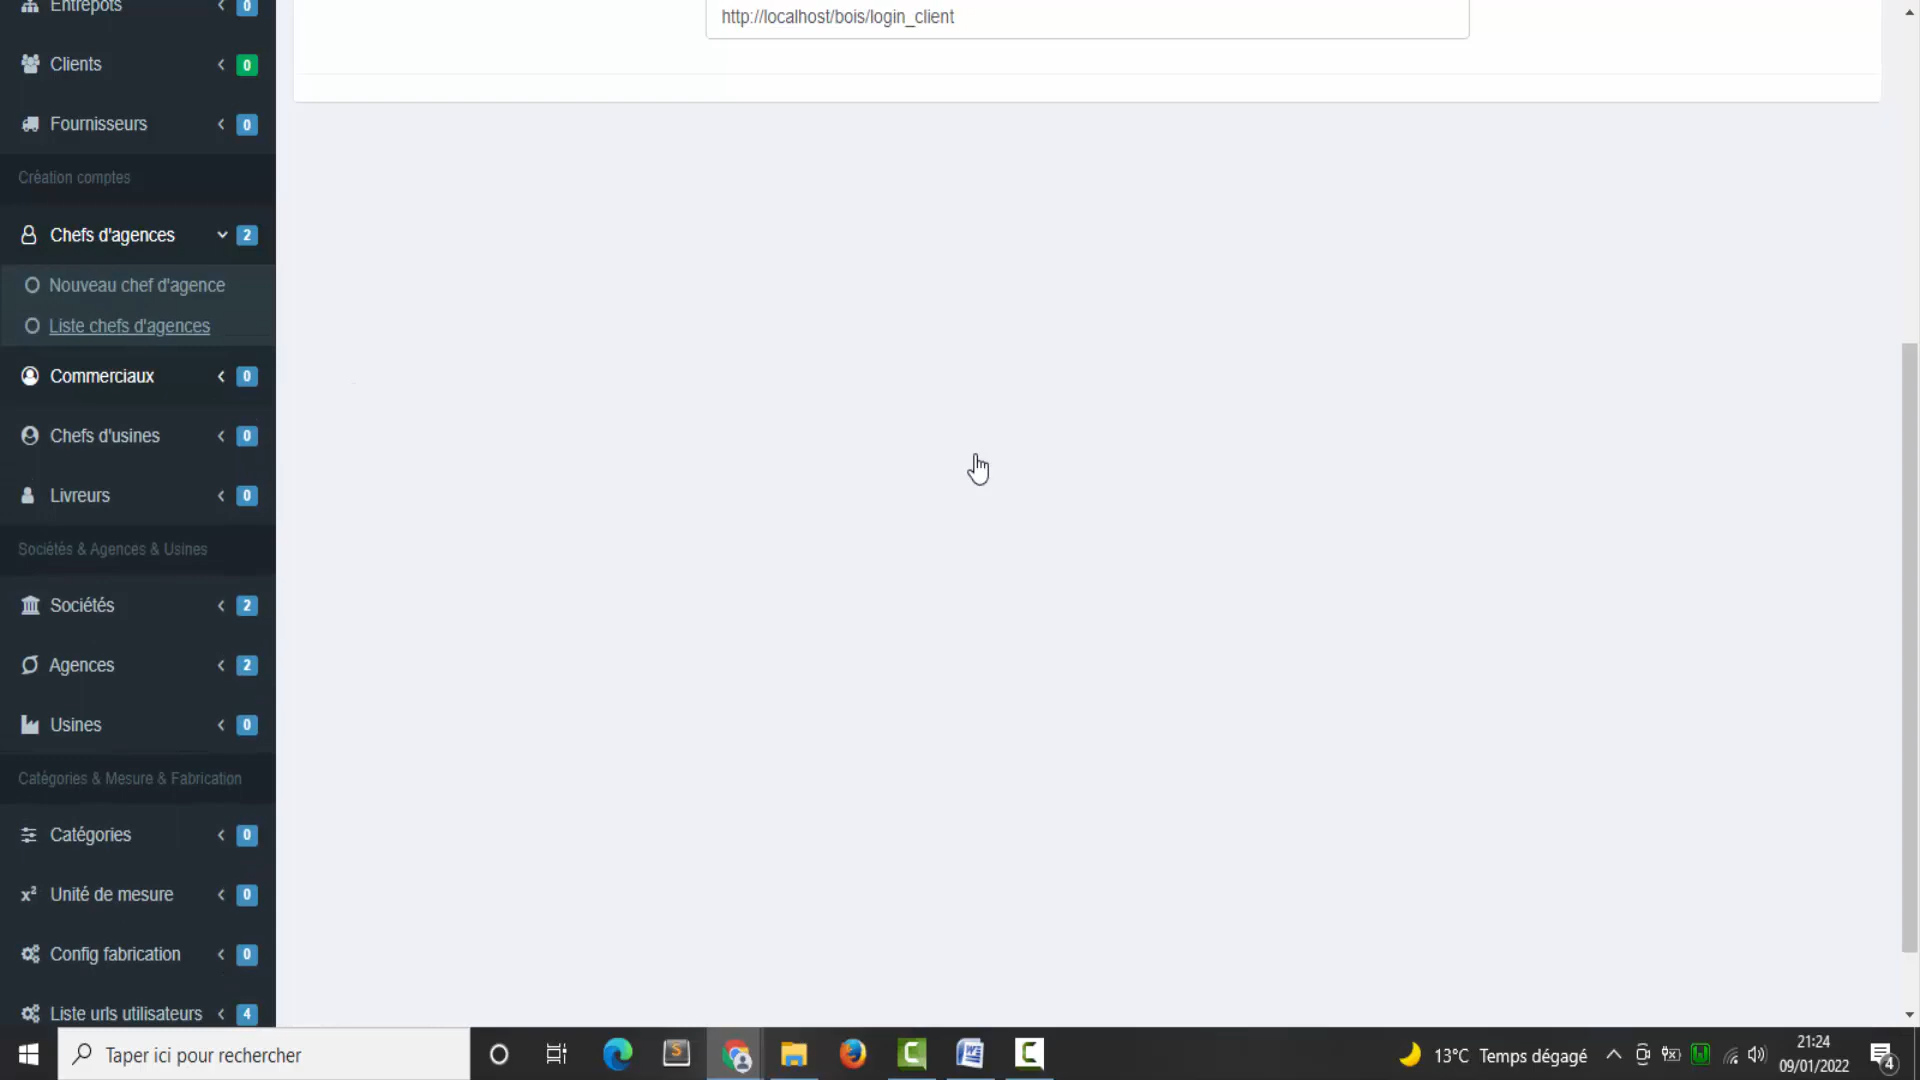 Entrepôts 0
http://localhost/bois/login_client
Clients 0
Fournisseurs 0
Création comptes
Chefs d'agences 2
Nouveau chef d'agence
Liste chefs d'agences
Commerciaux 0
Chefs d'usines 0
Livreurs 0
Sociétés & Agences & Usines
Sociétés 2
Agences 2
Usines 0
Catégories & Mesure & Fabrication
Catégories 0
x² Unité de mesure 0
Config fabrication 0
Liste urls utilisateurs 4
Taper ici pour rechercher
13°C Temps dégagé
21:24
09/01/2022
4